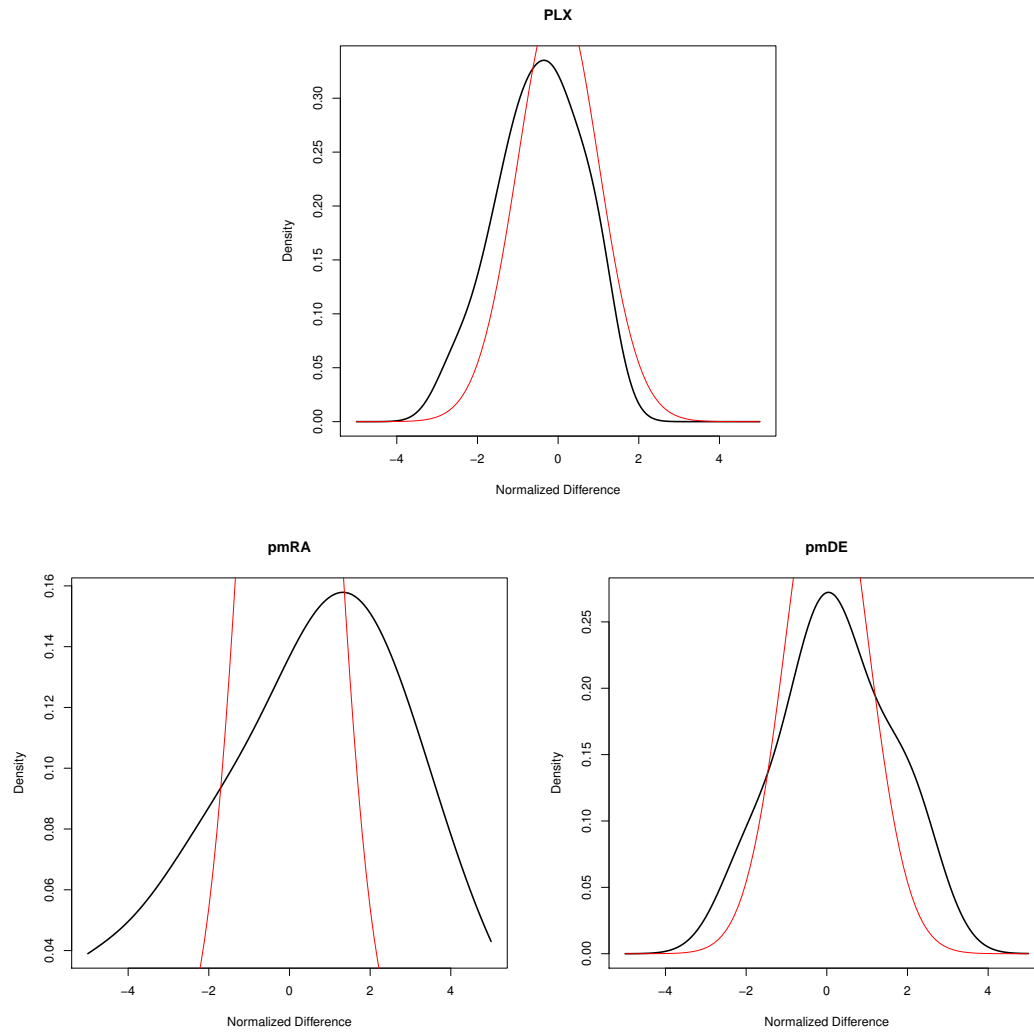 PLX
Density
0.00 0.05 0.10 0.15 0.20 0.25 0.30
−4 −2 0 2 4
Normalized Difference
pmRA
Density
0.04 0.06 0.08 0.10 0.12 0.14 0.16
−4 −2 0 2 4
Normalized Difference
pmDE
Density
0.00 0.05 0.10 0.15 0.20 0.25
−4 −2 0 2 4
Normalized Difference